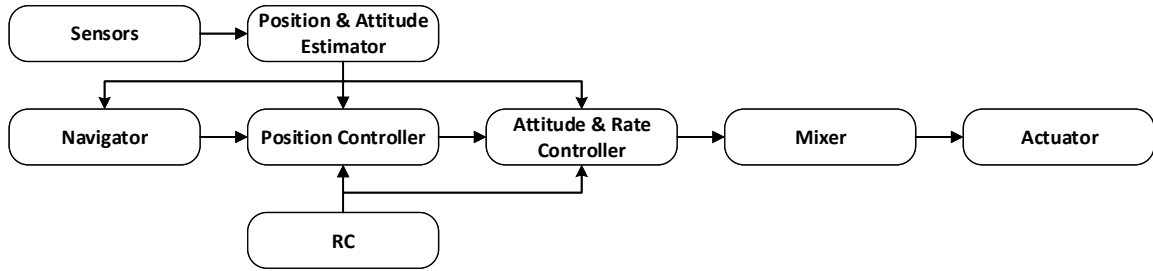 Sensors
Position & Attitude
Estimator
Navigator
Position Controller
Attitude & Rate
Controller
Mixer
Actuator
RC